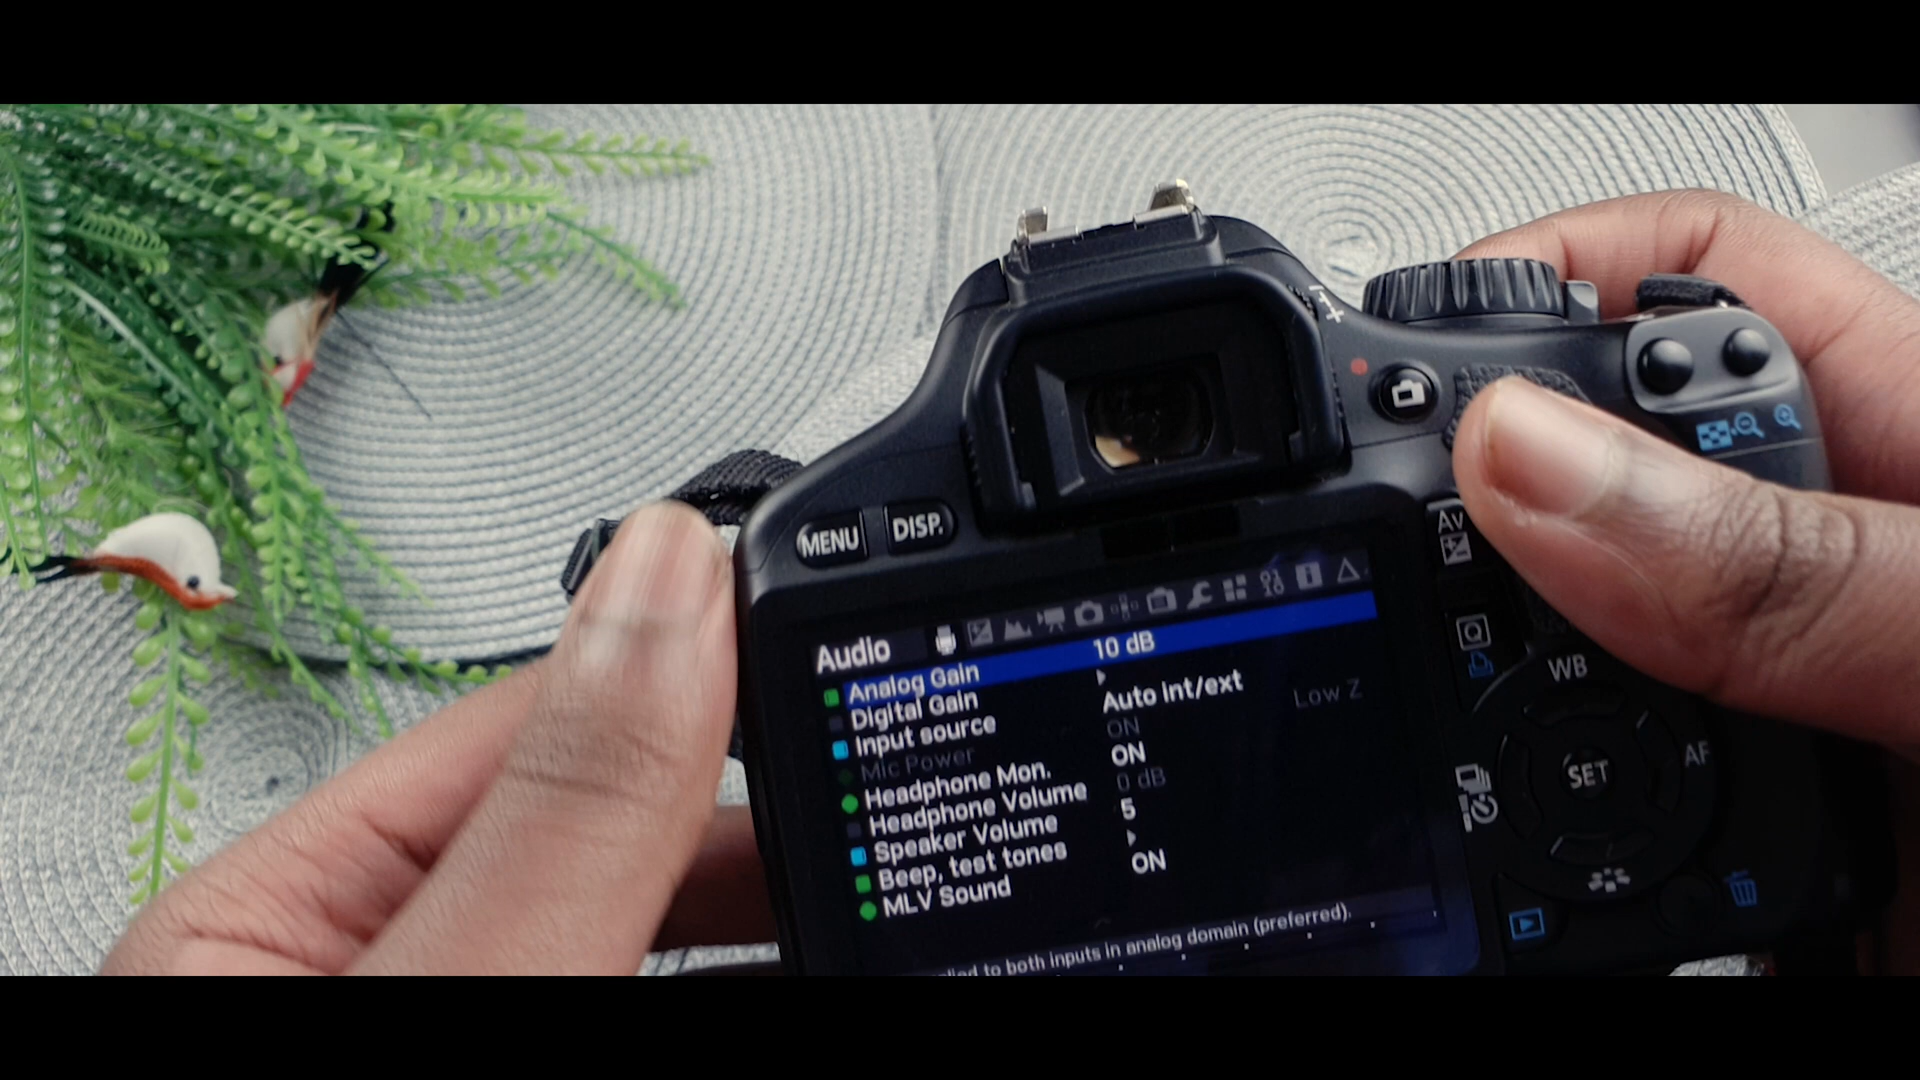 MENU DISP.
Av
Q
WB
AF
SET
Audio
Analog Gain 10 dB
Digital Gain
Input source Auto int/ext
Mic Power ON Low Z
Headphone Mon. ON
Headphone Volume 0 dB
Speaker Volume 5
Beep, test tones
MLV Sound ON
to both inputs in analog domain (preferred).